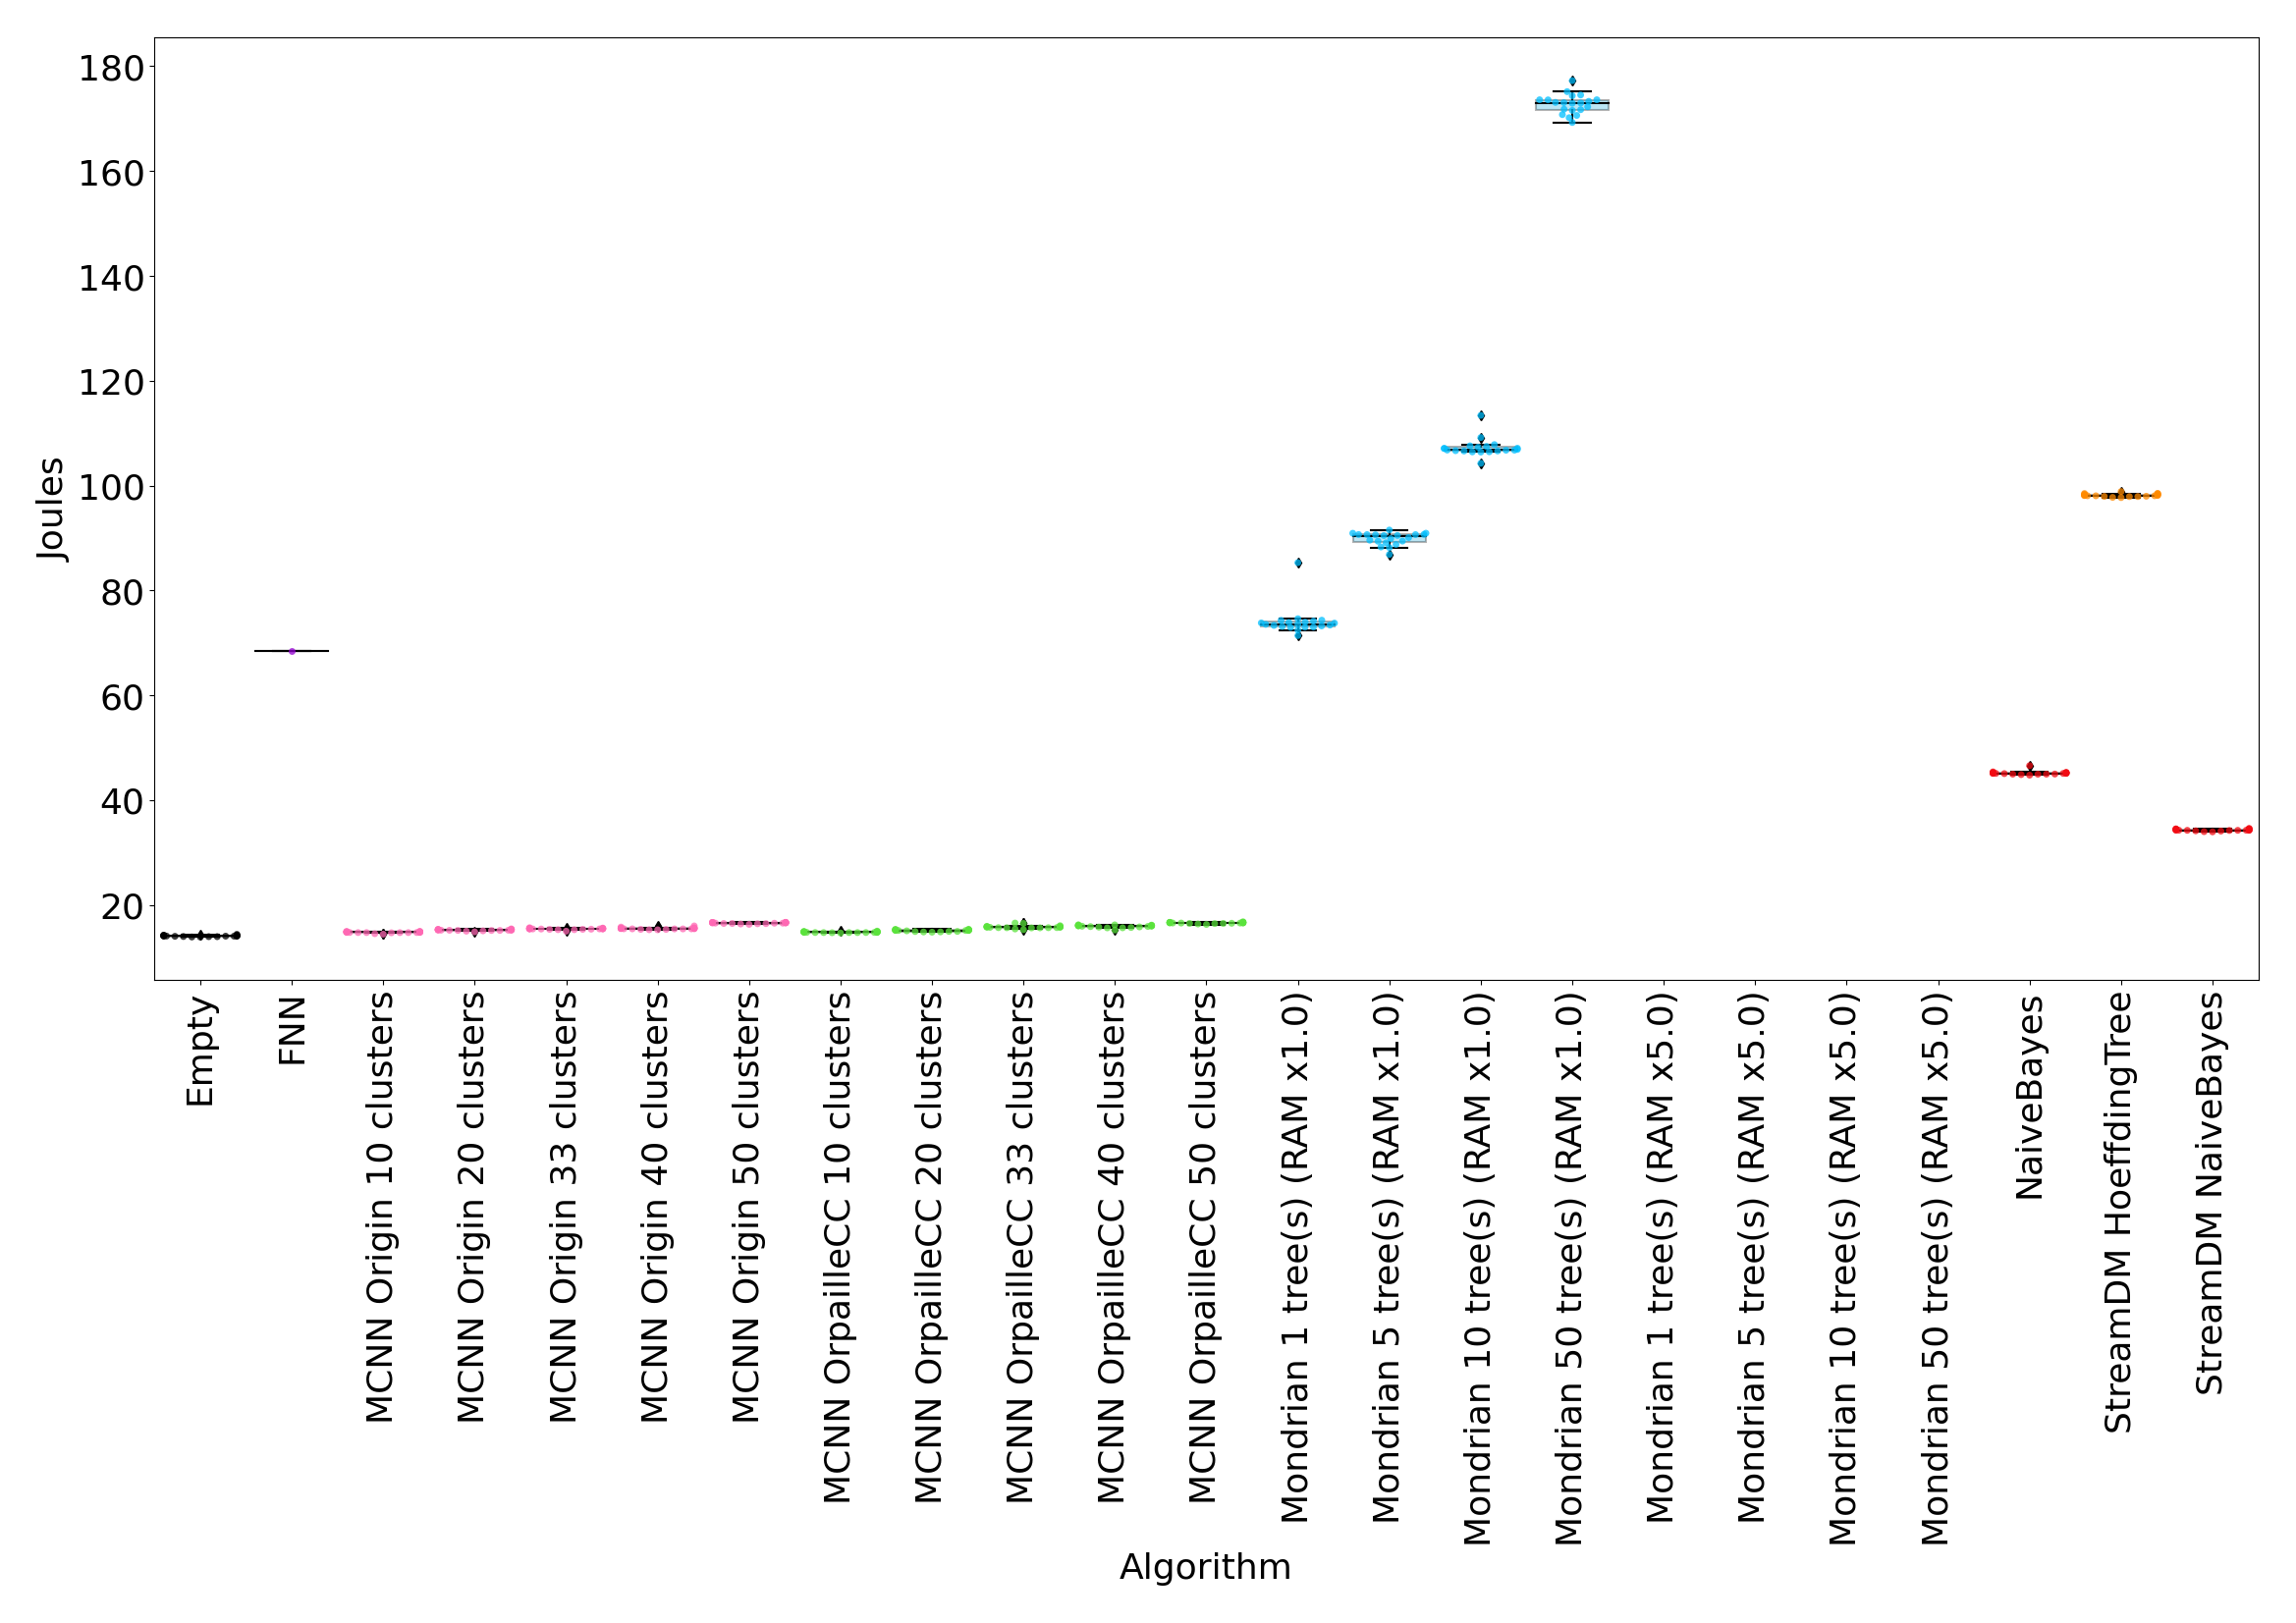 180
160
140
120
100
80
60
40
20
Joules
Empty
FNN
MCNN Origin 10 clusters
MCNN Origin 20 clusters
MCNN Origin 33 clusters
MCNN Origin 40 clusters
MCNN Origin 50 clusters
MCNN OrpailleCC 10 clusters
MCNN OrpailleCC 20 clusters
MCNN OrpailleCC 33 clusters
MCNN OrpailleCC 40 clusters
MCNN OrpailleCC 50 clusters
Mondrian 1 tree(s) (RAM x1.0)
Mondrian 5 tree(s) (RAM x1.0)
Mondrian 10 tree(s) (RAM x1.0)
Mondrian 50 tree(s) (RAM x1.0)
Mondrian 1 tree(s) (RAM x5.0)
Mondrian 5 tree(s) (RAM x5.0)
Mondrian 10 tree(s) (RAM x5.0)
Mondrian 50 tree(s) (RAM x5.0)
NaiveBayes
StreamDM HoeffdingTree
StreamDM NaiveBayes
Algorithm